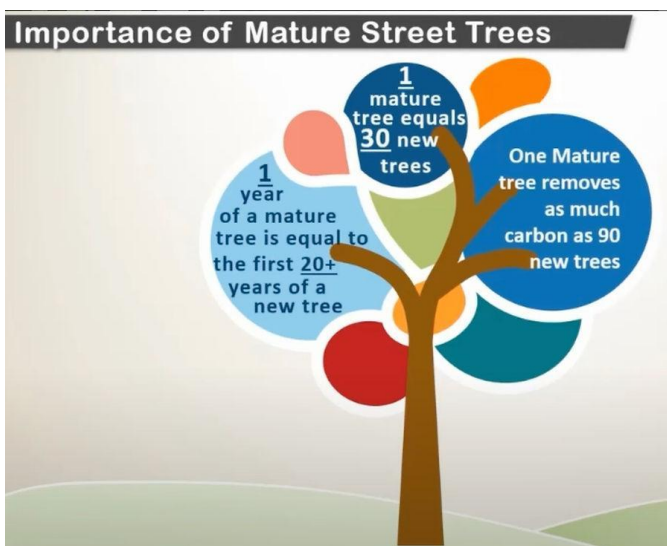 Importance of Mature Street Trees
1
mature
tree equals
30 new
trees
1
year
of a mature
tree is equal to
the first 20+
years of a
new tree
One Mature
tree removes
as much
carbon as 90
new trees